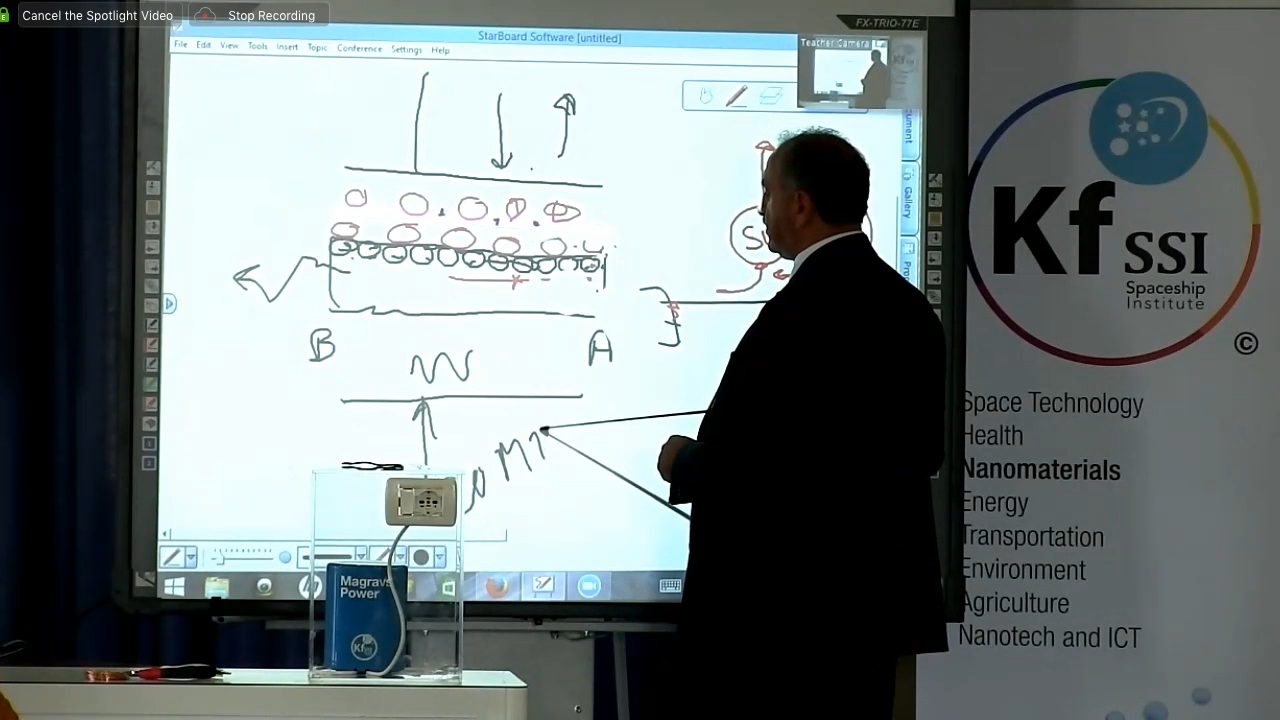 Cancel the Spotlight Video
Stop Recording
FX-TRIO-77E
StarBoard Software [untitled]
File Edit View Tools Insert Topic Conference Settings Help
Teacher Camera
Gallery
B
A
Magravs
Power
Kf
Kf
SSI
Spaceship
Institute
©
Space Technology
Health
Nanomaterials
Energy
Transportation
Environment
Agriculture
Nanotech and ICT